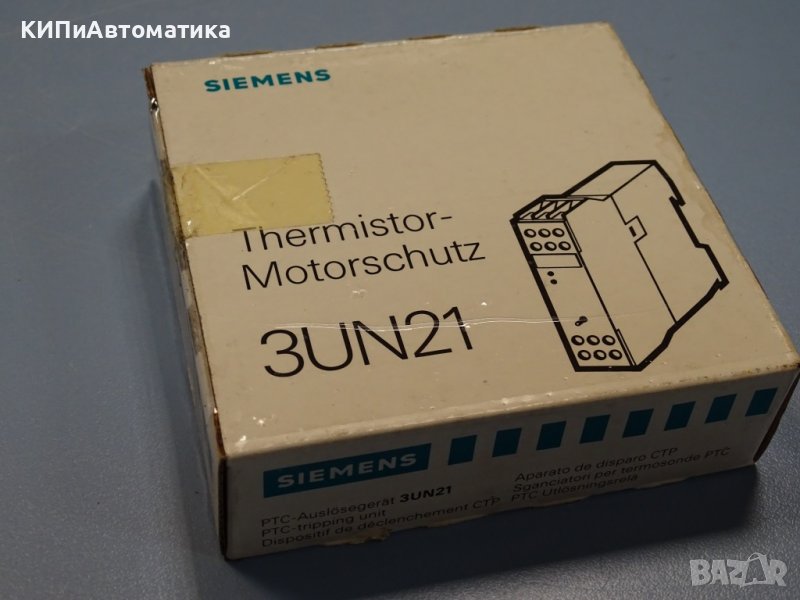 КИПиАвтоматика
SIEMENS
Thermistor-
Motorschutz
3UN21
SIEMENS
PTC-Auslösegerät 3UN21
PTC-tripping unit
Dispositif de déclenchement CTP
Aparato de disparo CTP
Sganciatori per termosonde PTC
PTC Utlösningsrelä
BAZAR